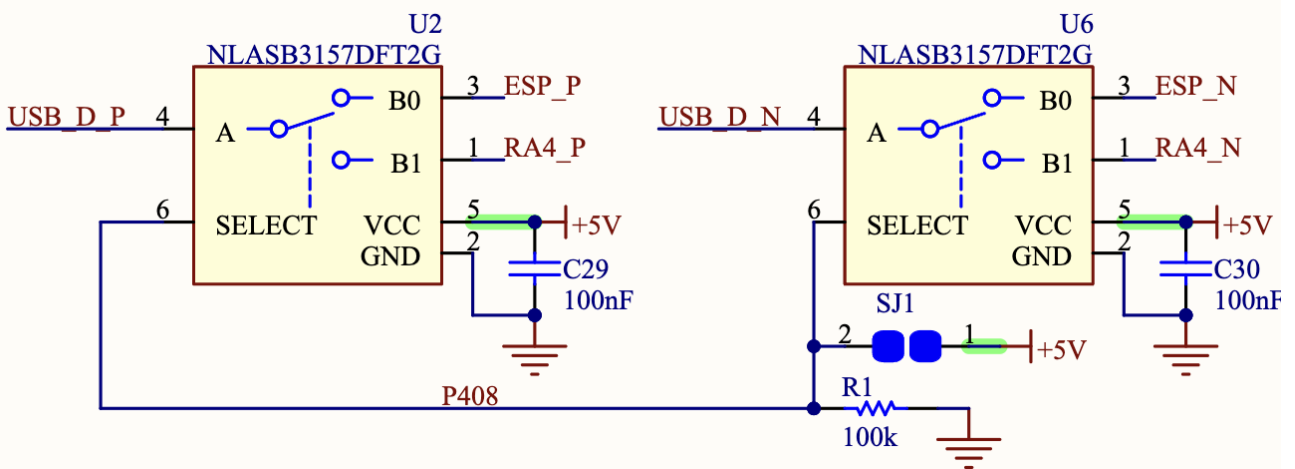 U2
NLASB3157DFT2G
USB_D_P 4 A B0 3 ESP_P
B1 1 RA4_P
6 SELECT VCC 5 +5V
GND 2
C29
100nF
U6
NLASB3157DFT2G
USB_D_N 4 A B0 3 ESP_N
B1 1 RA4_N
6 SELECT VCC 5 +5V
GND 2
C30
100nF
SJ1
2 1 +5V
P408
R1
100k